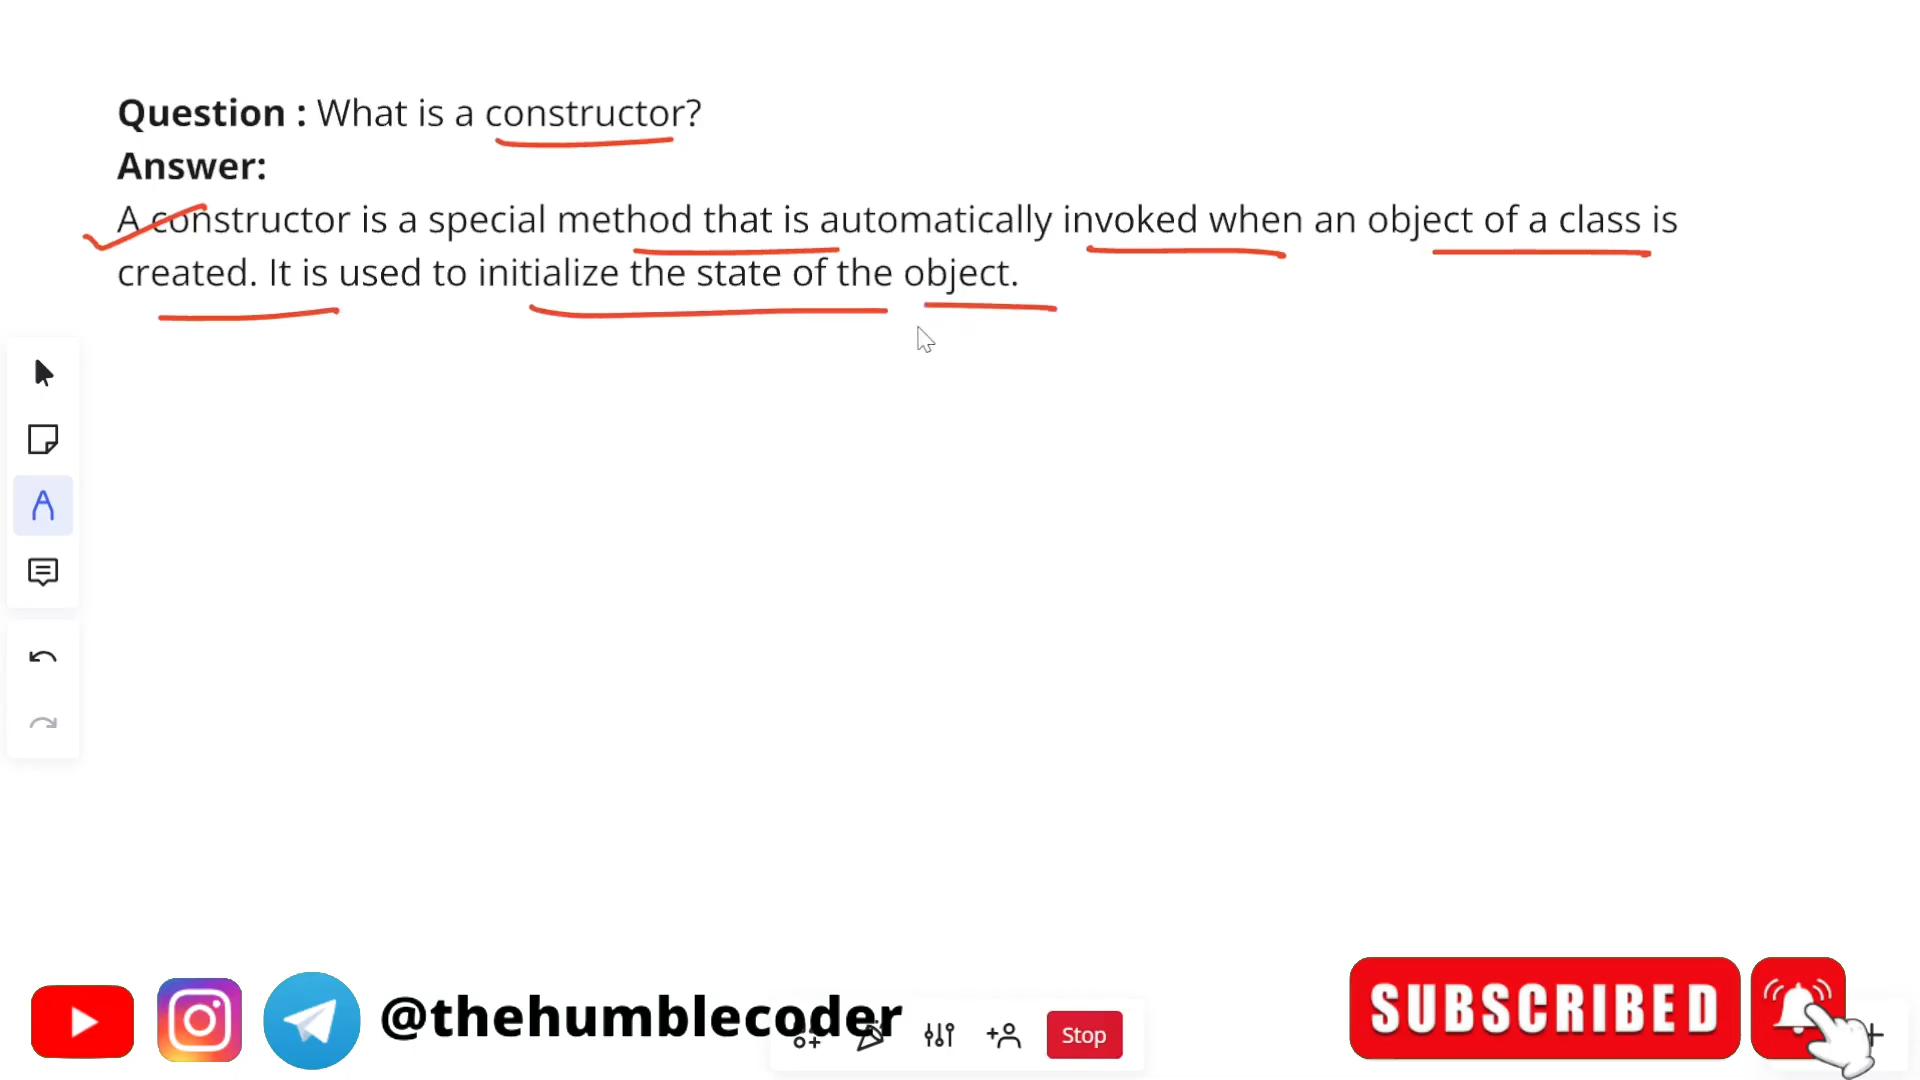 Question : What is a constructor?
Answer:
A constructor is a special method that is automatically invoked when an object of a class is
created. It is used to initialize the state of the object.
@thehumblecoder
Stop
SUBSCRIBED